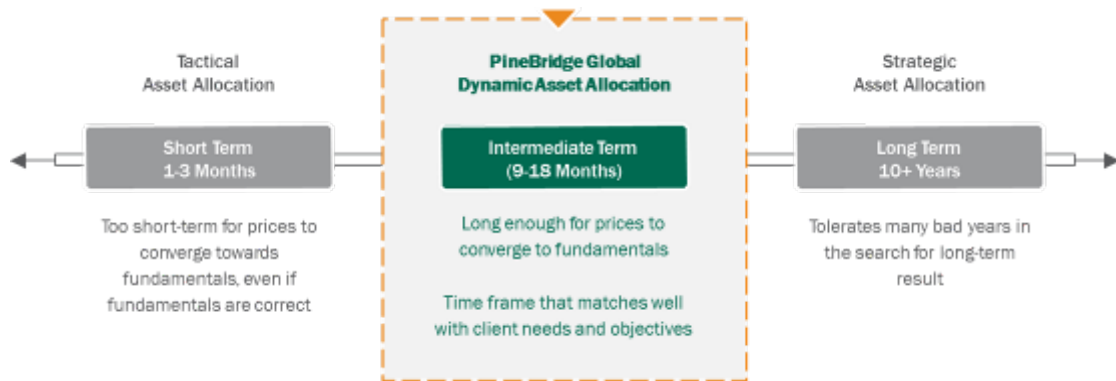 Tactical
Asset Allocation
Short Term
1-3 Months
Too short-term for prices to
converge towards
fundamentals, even if
fundamentals are correct
PineBridge Global
Dynamic Asset Allocation
Intermediate Term
(9-18 Months)
Long enough for prices to
converge to fundamentals
Time frame that matches well
with client needs and objectives
Strategic
Asset Allocation
Long Term
10+ Years
Tolerates many bad years in
the search for long-term
result